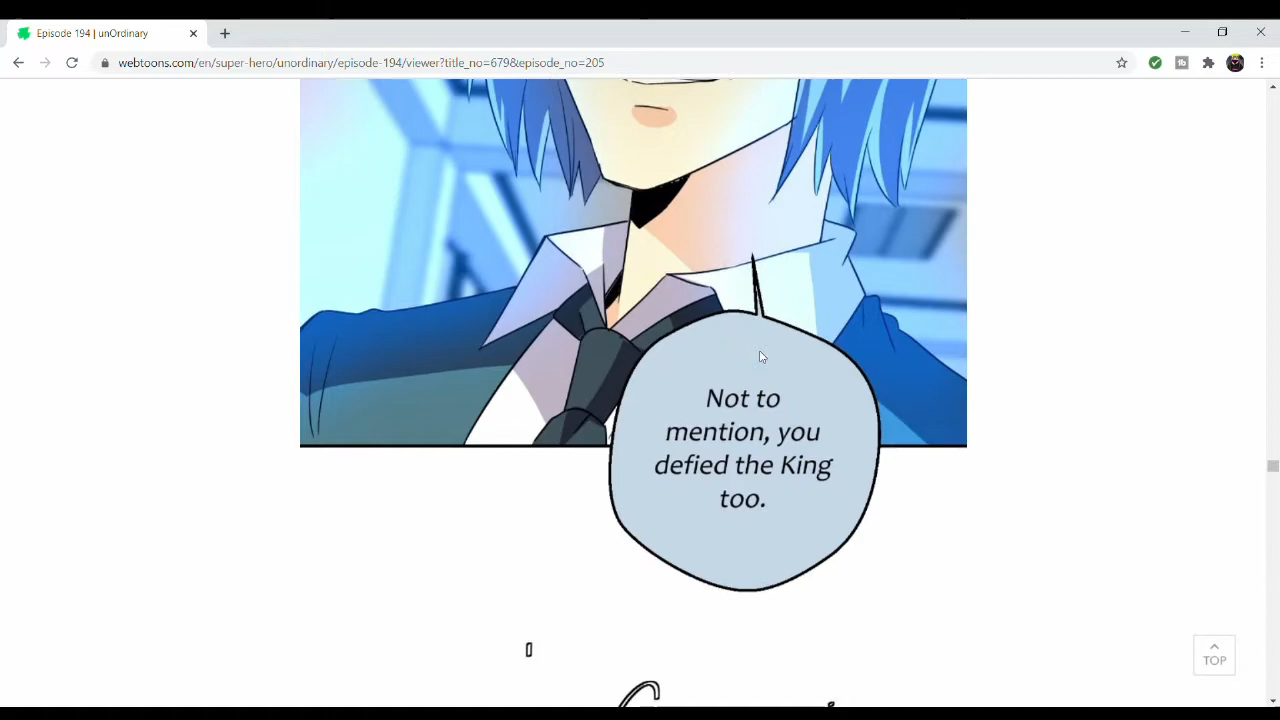 Episode 194 | unOrdinary
webtoons.com/en/super-hero/unordinary/episode-194/viewer?title_no=679&episode_no=205
Not to
mention, you
defied the King
too.
TOP